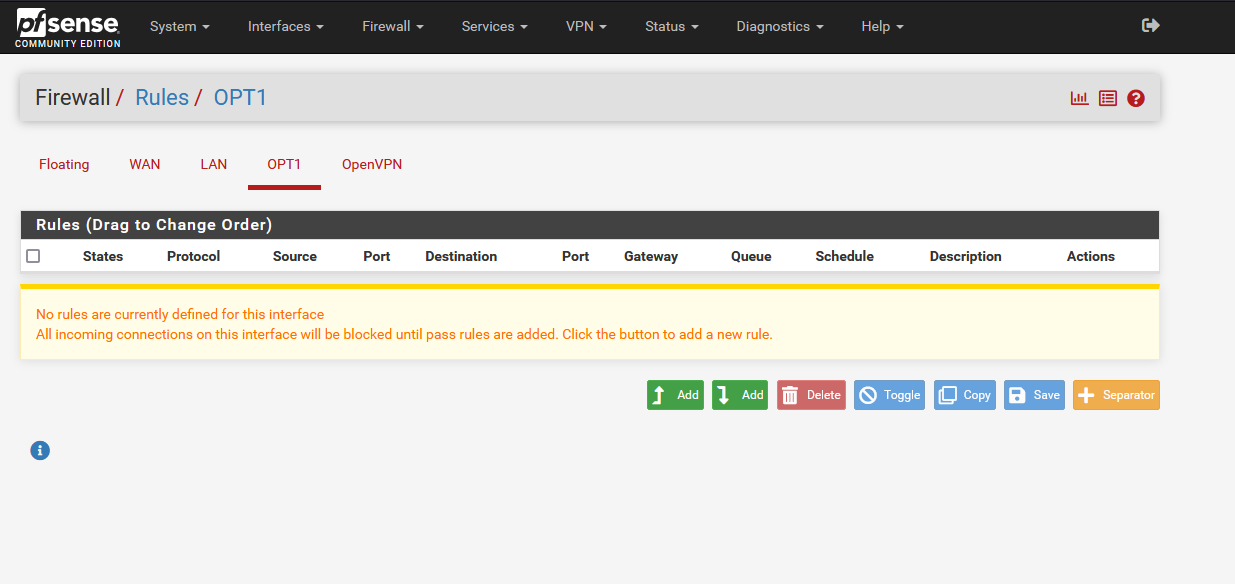 pfsense
COMMUNITY EDITION
System Interfaces Firewall Services VPN Status Diagnostics Help
Firewall / Rules / OPT1
Floating WAN LAN OPT1 OpenVPN
Rules (Drag to Change Order)
States Protocol Source Port Destination Port Gateway Queue Schedule Description Actions
No rules are currently defined for this interface
All incoming connections on this interface will be blocked until pass rules are added. Click the button to add a new rule.
Add Add Delete Toggle Copy Save Separator